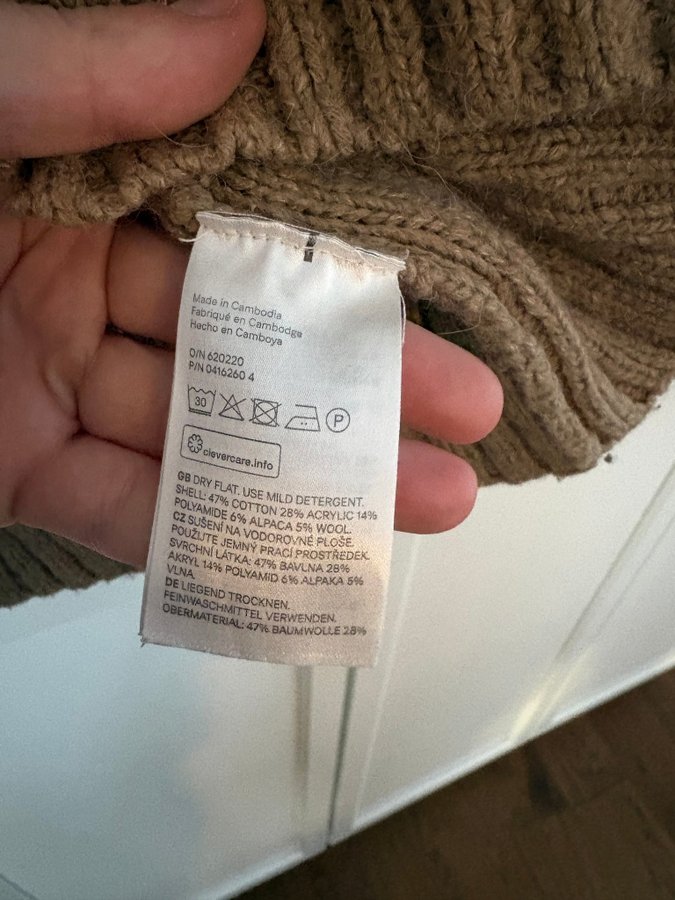 Made in Cambodia
Fabriqué en Cambodge
Hecho en Camboya
O/N 620220
P/N 0416260 4
30
P
clevercare.info
GB DRY FLAT. USE MILD DETERGENT.
SHELL: 47% COTTON 28% ACRYLIC 14%
POLYAMIDE 6% ALPACA 5% WOOL.
CZ SUŠENÍ NA VODOROVNÉ PLOŠE.
POUŽIJTE JEMNÝ PRACÍ PROSTŘEDEK.
SVRCHNÍ LÁTKA: 47% BAVLNA 28%
AKRYL 14% POLYAMID 6% ALPAKA 5%
VLNA.
DE LIEGEND TROCKNEN.
FEINWASCHMITTEL VERWENDEN.
OBERMATERIAL: 47% BAUMWOLLE 28%